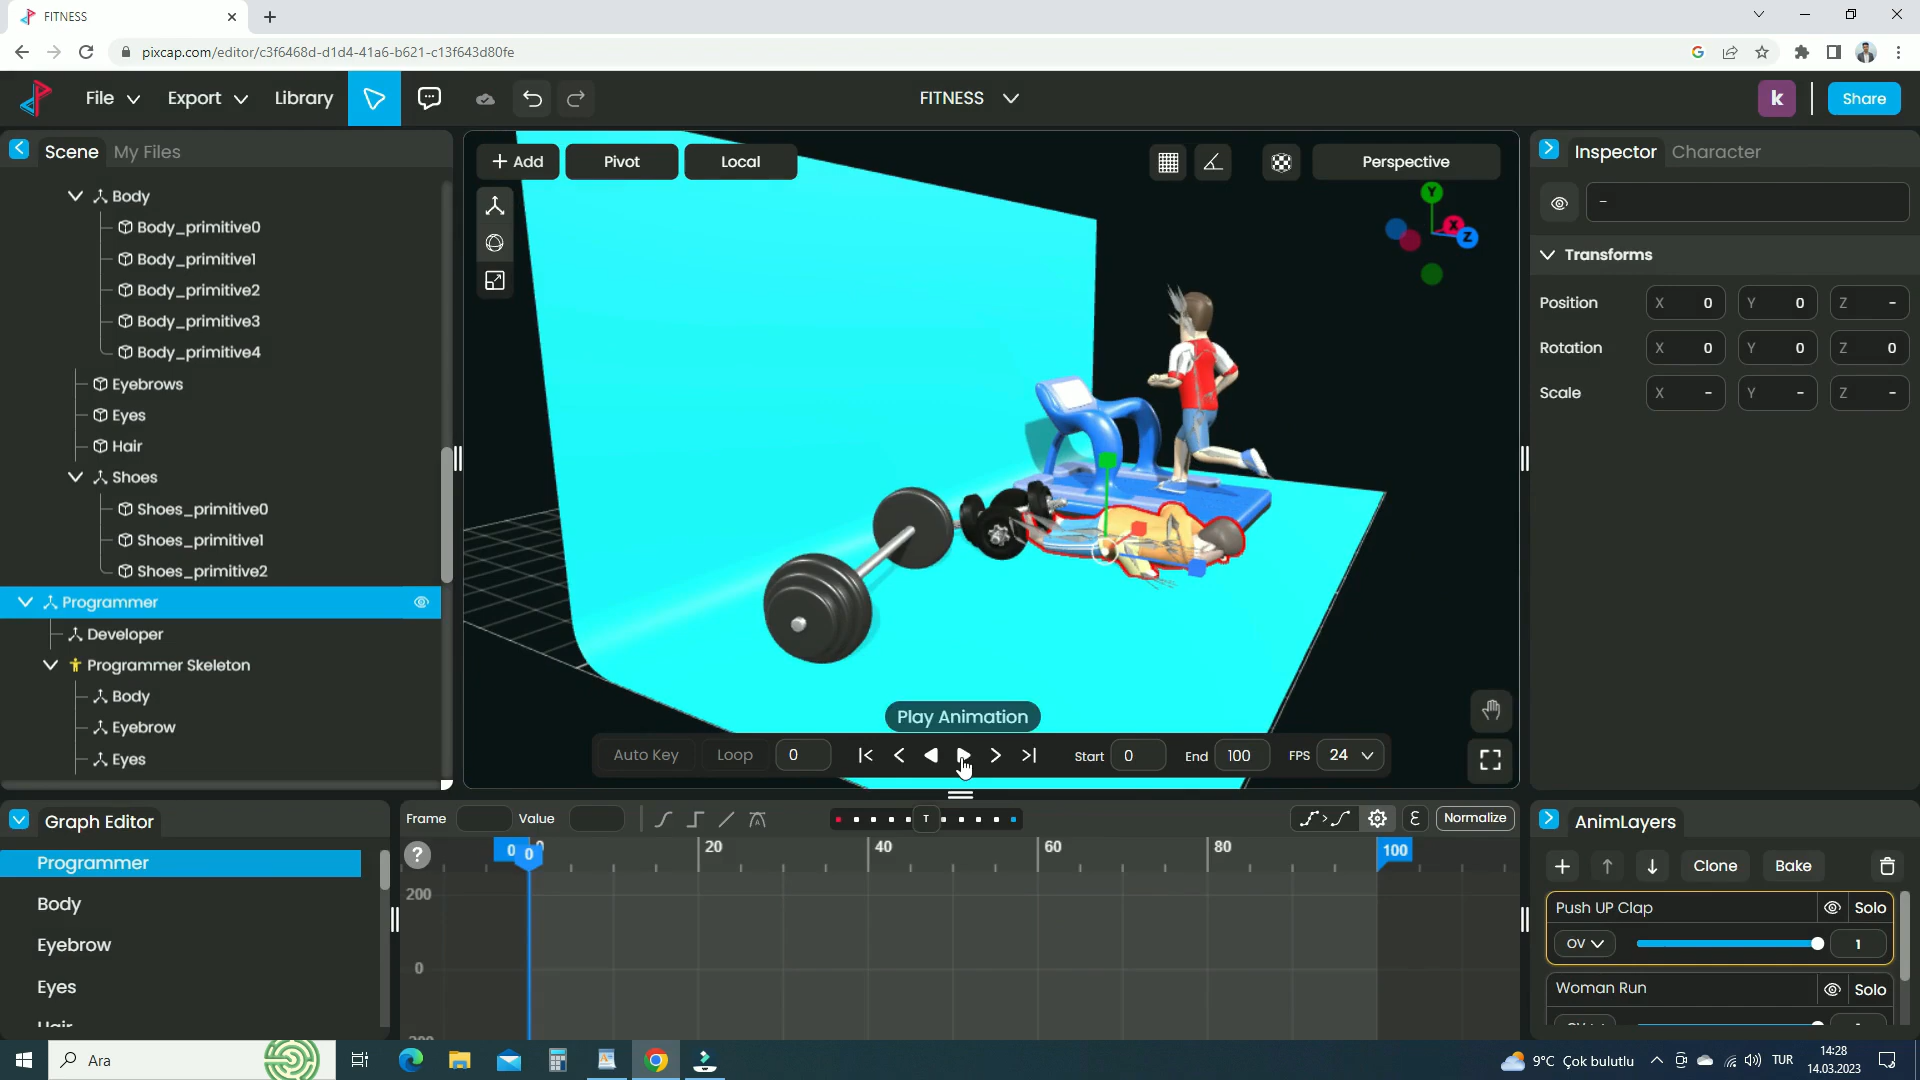 FITNESS
pixcap.com/editor/c3f6468d-d1d4-41a6-b621-c13f643d80fe
File Export Library
FITNESS
k
Share
Scene My Files
Body
Body_primitive0
Body_primitive1
Body_primitive2
Body_primitive3
Body_primitive4
Eyebrows
Eyes
Hair
Shoes
Shoes_primitive0
Shoes_primitive1
Shoes_primitive2
Programmer
Developer
Programmer Skeleton
Body
Eyebrow
Eyes
+ Add Pivot Local
Perspective
Y
X
Z
Play Animation
Auto Key Loop 0 Start 0 End 100 FPS 24
Inspector Character
-
Transforms
Position X 0 Y 0 Z -
Rotation X 0 Y 0 Z 0
Scale X - Y - Z -
Graph Editor
Programmer
Body
Eyebrow
Eyes
Hair
Frame Value T ε Normalize
? 0 0 20 40 60 80 100
200
0
AnimLayers
+ Clone Bake
Push UP Clap Solo
OV 1
Woman Run Solo
Ara
9°C Çok bulutlu
TUR
14:28
14.03.2023